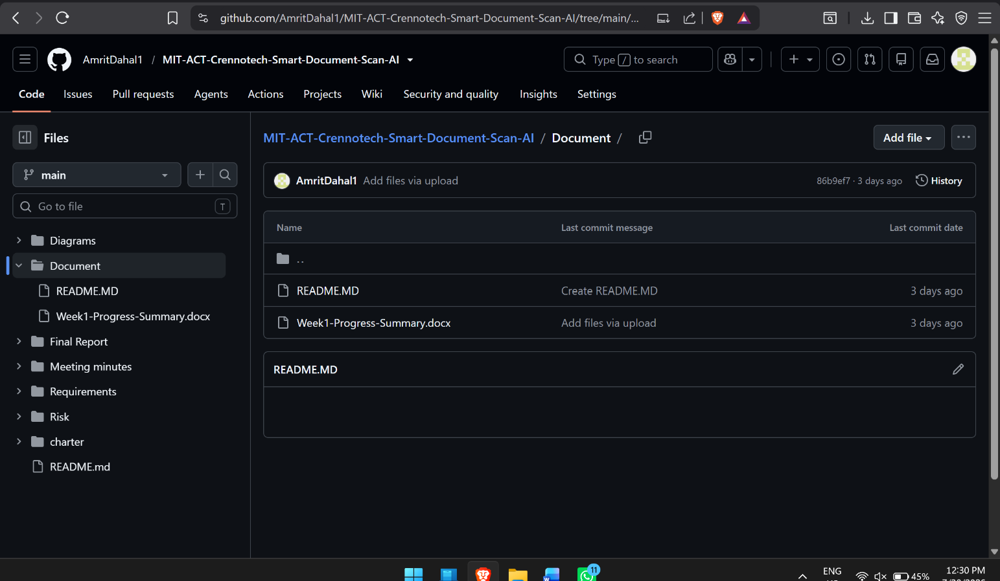 github.com/AmritDahal1/MIT-ACT-Crennotech-Smart-Document-Scan-AI/tree/main/...
AmritDahal1 / MIT-ACT-Crennotech-Smart-Document-Scan-AI
Type / to search
Code Issues Pull requests Agents Actions Projects Wiki Security and quality Insights Settings
Files
main
Go to file T
Diagrams
Document
README.MD
Week1-Progress-Summary.docx
Final Report
Meeting minutes
Requirements
Risk
charter
README.md
MIT-ACT-Crennotech-Smart-Document-Scan-AI / Document /
Add file
AmritDahal1 Add files via upload 86b9ef7 · 3 days ago History
Name Last commit message Last commit date
..
README.MD Create README.MD 3 days ago
Week1-Progress-Summary.docx Add files via upload 3 days ago
README.MD
11
ENG
45%
12:30 PM